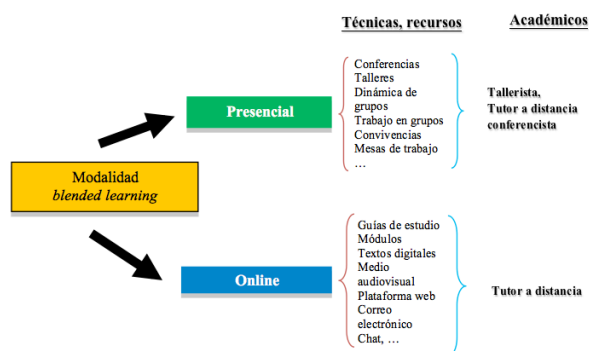 Técnicas, recursos
Académicos
Modalidad
blended learning
Presencial
Conferencias
Talleres
Dinámica de
grupos
Trabajo en grupos
Convivencias
Mesas de trabajo
…
Tallerista,
Tutor a distancia
conferencista
Online
Guías de estudio
Módulos
Textos digitales
Medio
audiovisual
Plataforma web
Correo
electrónico
Chat, …
Tutor a distancia